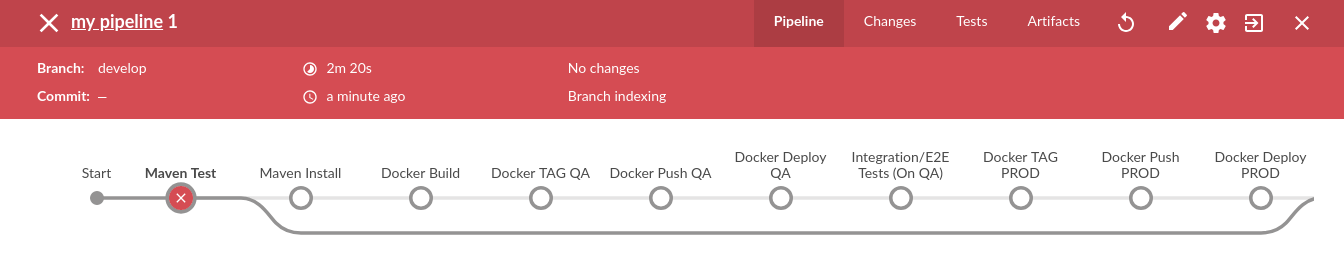 my pipeline 1
Pipeline Changes Tests Artifacts
Branch: develop 2m 20s No changes
Commit: — a minute ago Branch indexing
Start
Maven Test
Maven Install
Docker Build
Docker TAG QA
Docker Push QA
Docker Deploy
QA
Integration/E2E
Tests (On QA)
Docker TAG
PROD
Docker Push
PROD
Docker Deploy
PROD